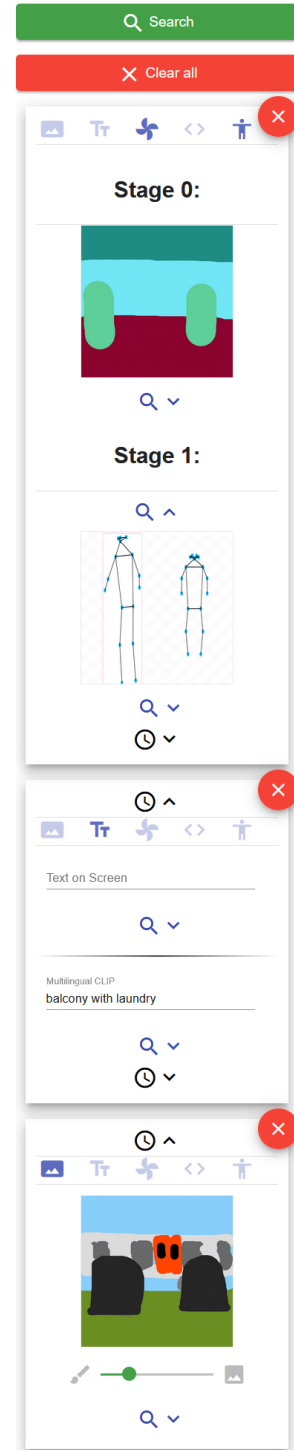 Search
Clear all
Stage 0:
Stage 1:
Text on Screen
Multilingual CLIP
balcony with laundry